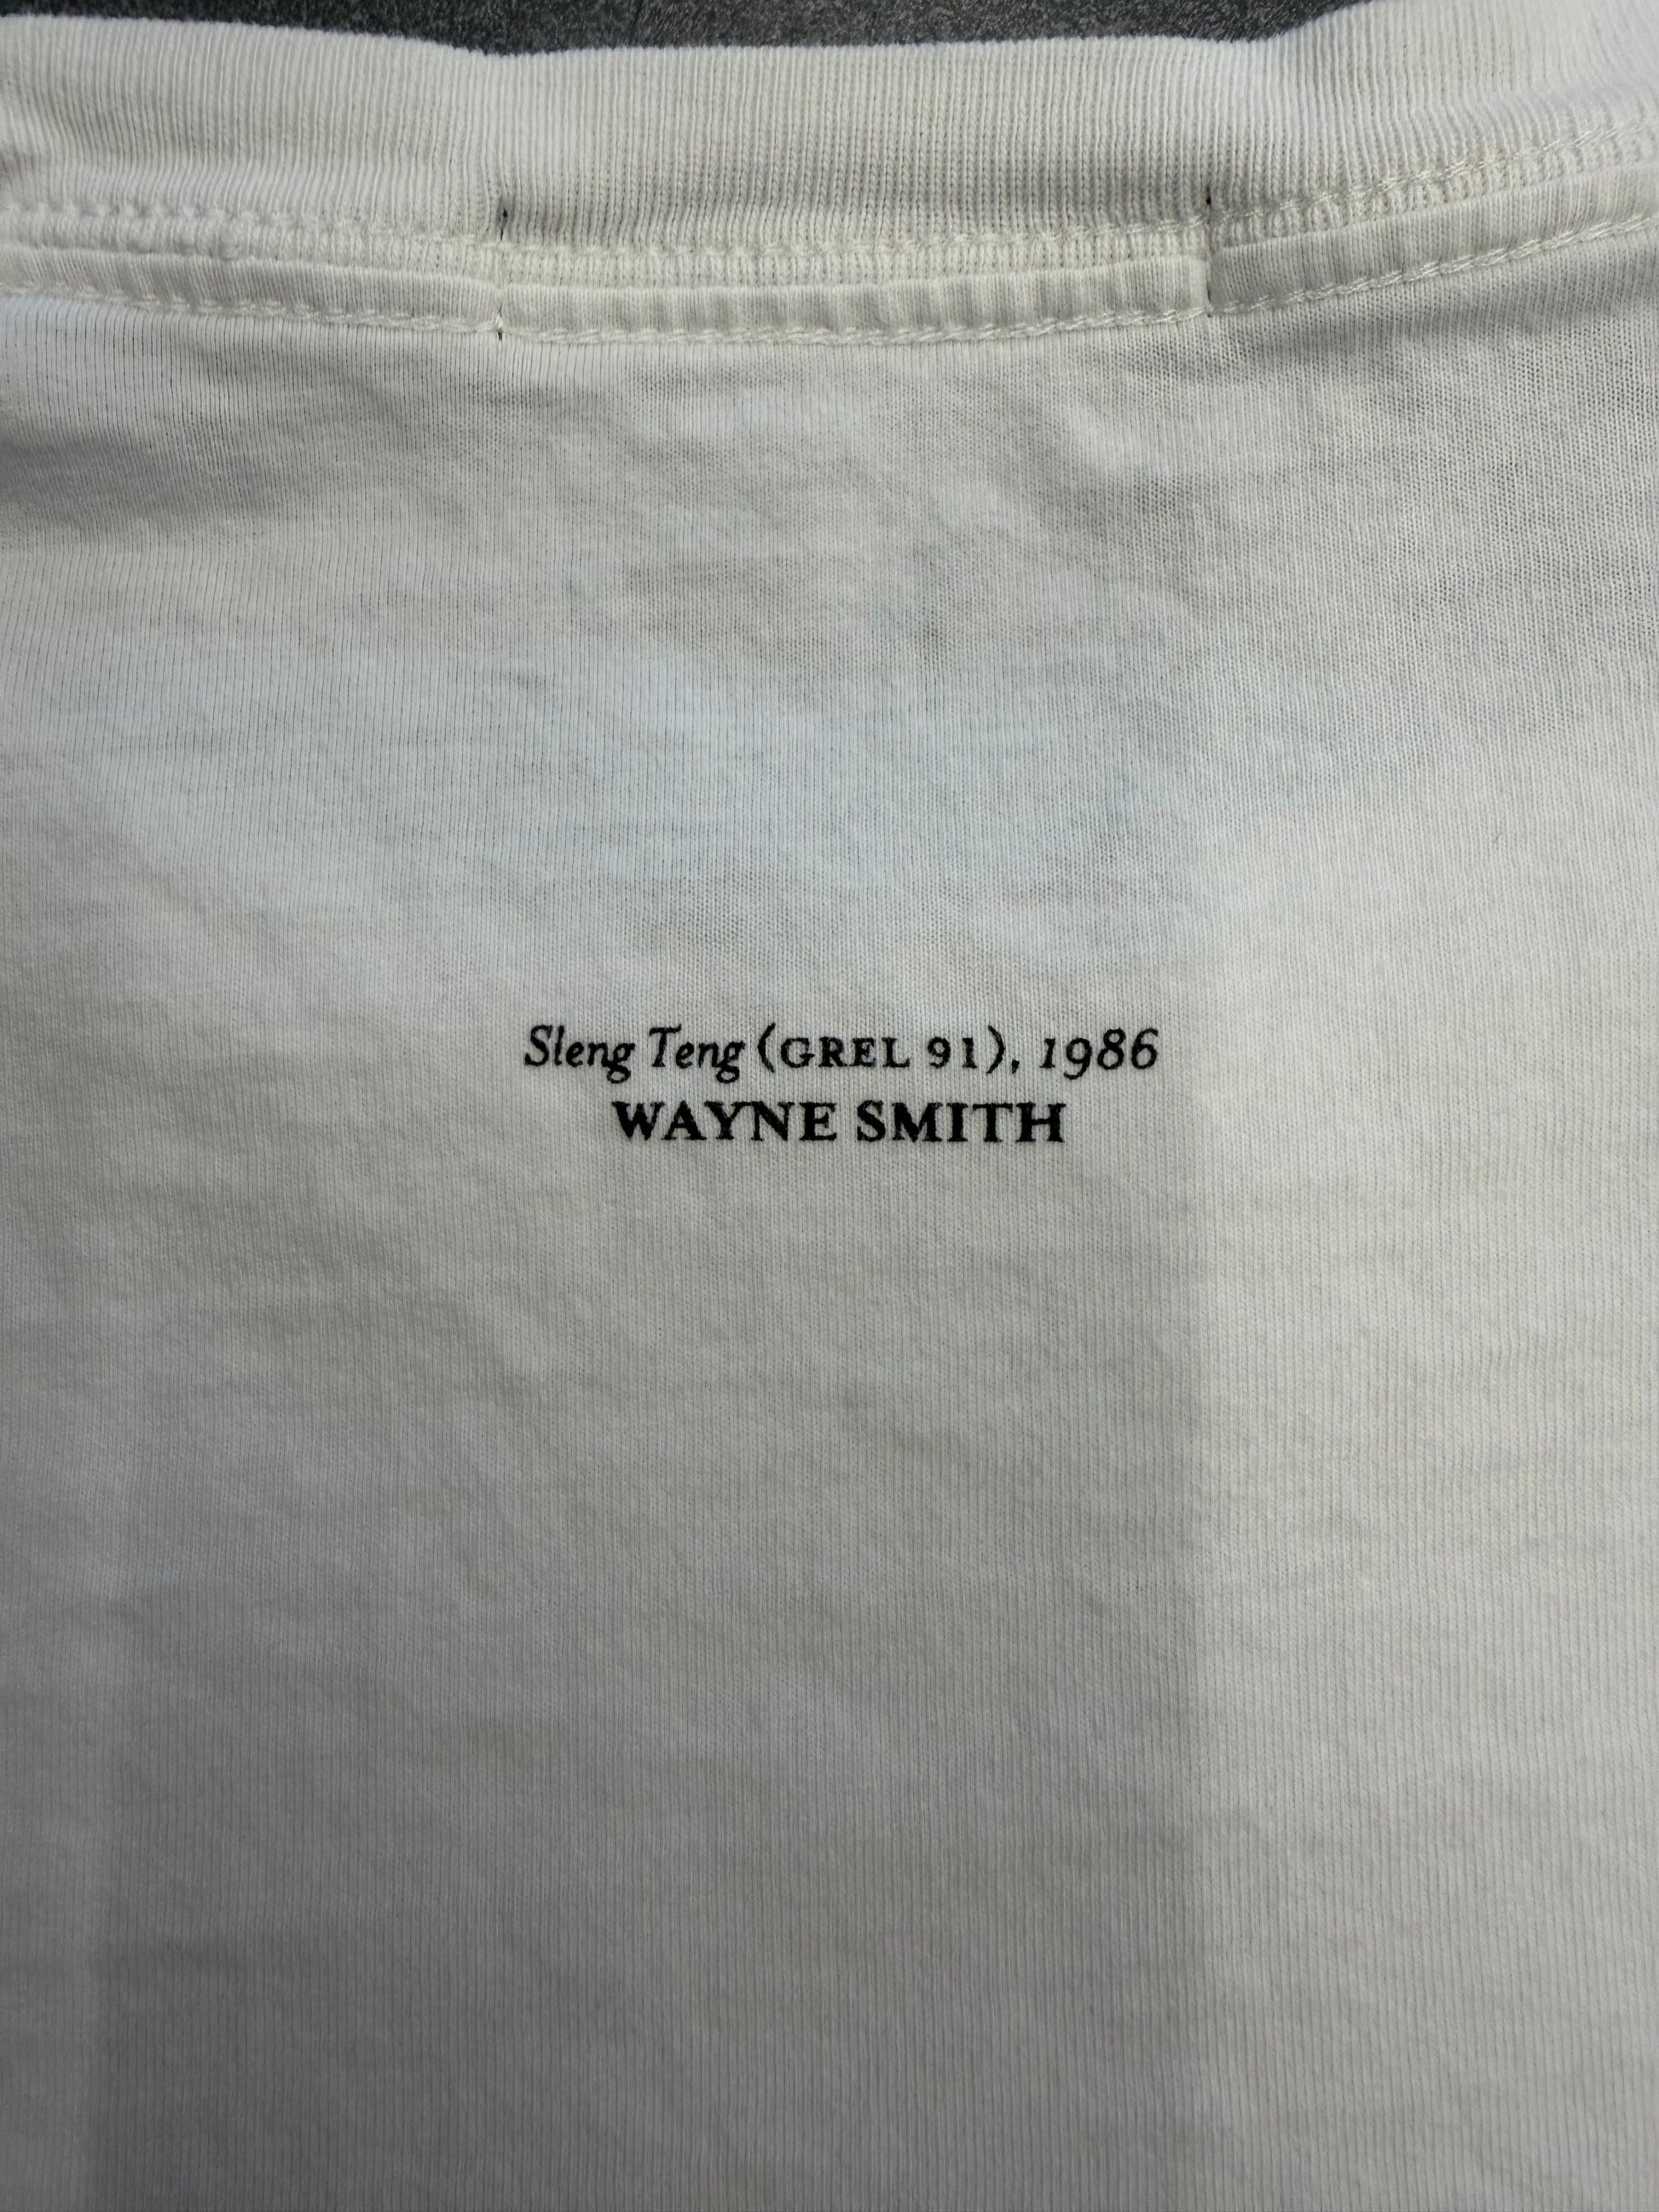 Sleng Teng (GREL 91), 1986
WAYNE SMITH